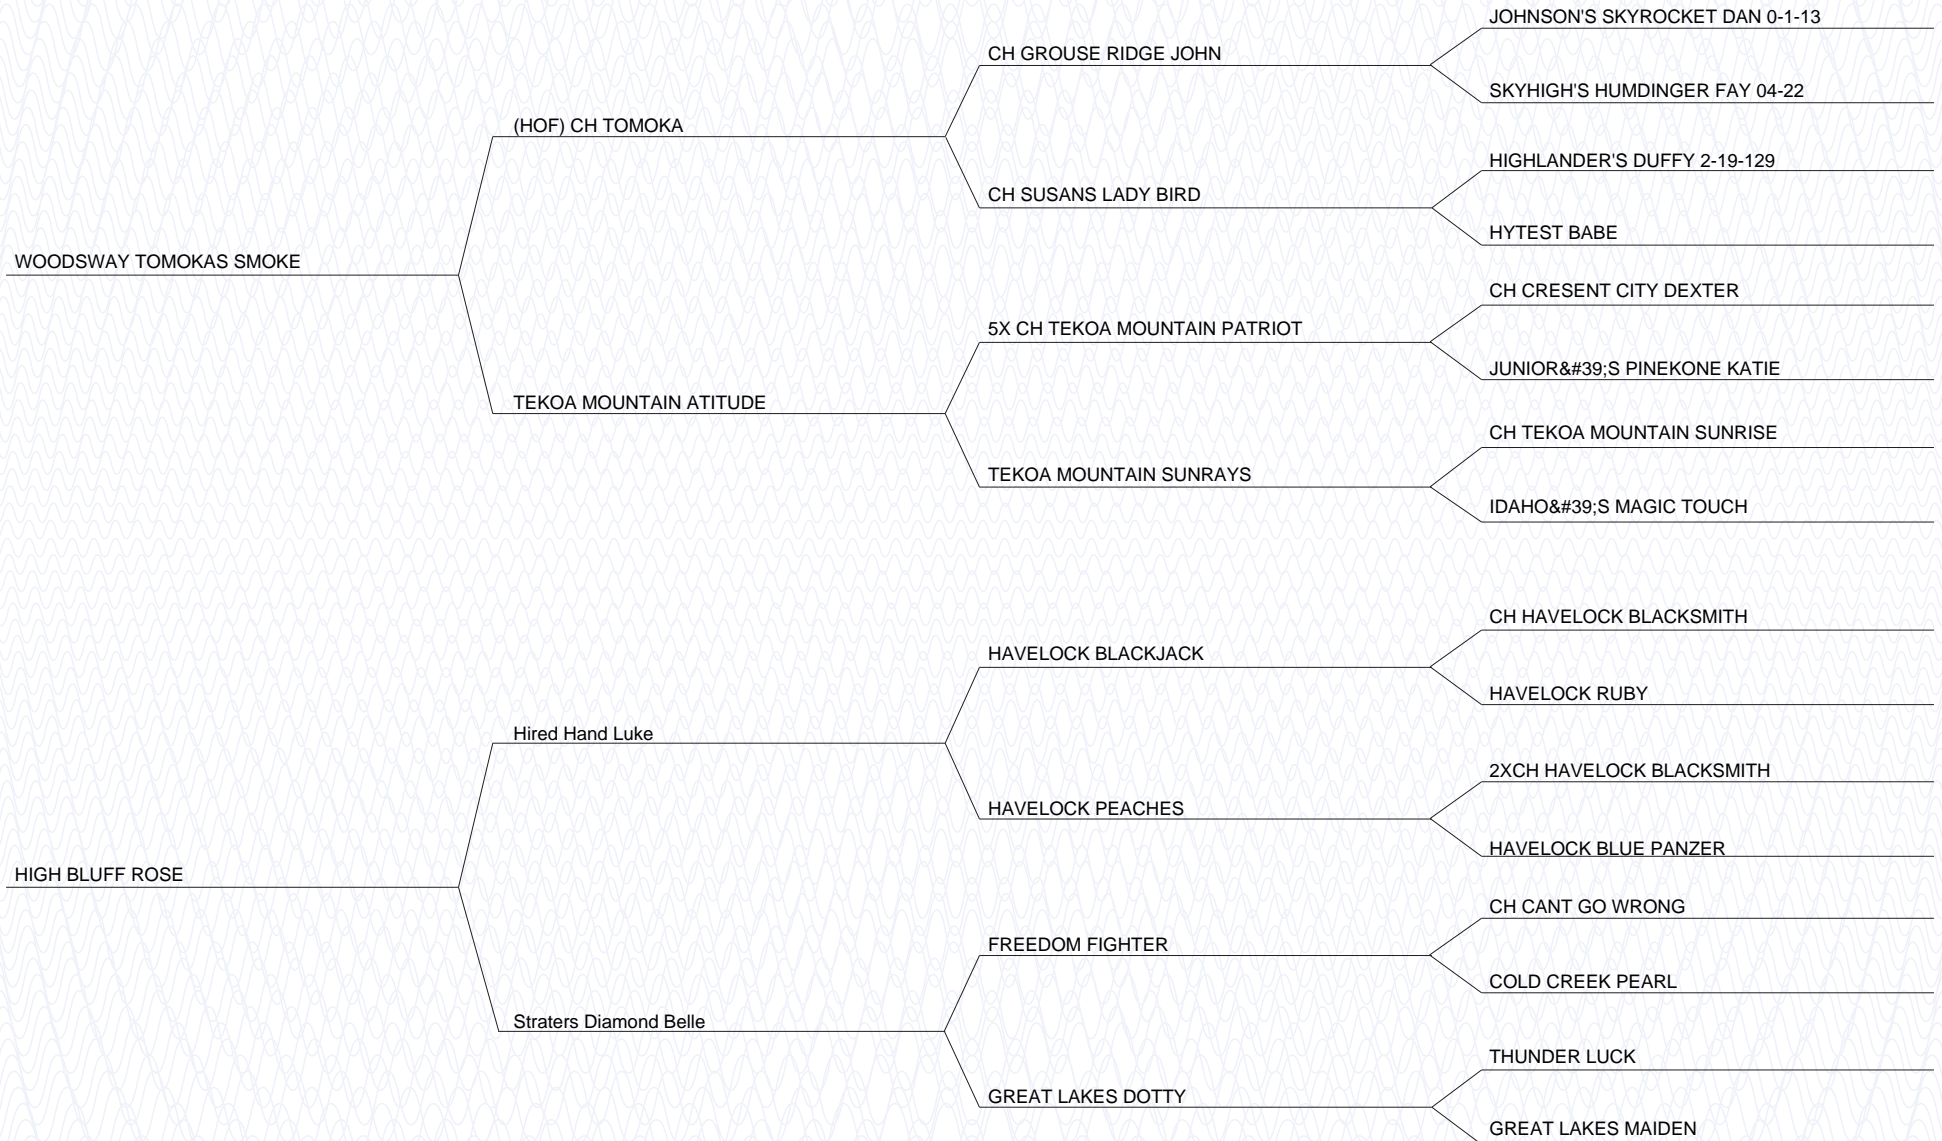 JOHNSON'S SKYROCKET DAN 0-1-13
CH GROUSE RIDGE JOHN
SKYHIGH'S HUMDINGER FAY 04-22
(HOF) CH TOMOKA
HIGHLANDER'S DUFFY 2-19-129
CH SUSANS LADY BIRD
HYTEST BABE
WOODSWAY TOMOKAS SMOKE
CH CRESENT CITY DEXTER
5X CH TEKOA MOUNTAIN PATRIOT
JUNIOR&#39;S PINEKONE KATIE
TEKOA MOUNTAIN ATITUDE
CH TEKOA MOUNTAIN SUNRISE
TEKOA MOUNTAIN SUNRAYS
IDAHO&#39;S MAGIC TOUCH
CH HAVELOCK BLACKSMITH
HAVELOCK BLACKJACK
HAVELOCK RUBY
Hired Hand Luke
2XCH HAVELOCK BLACKSMITH
HAVELOCK PEACHES
HAVELOCK BLUE PANZER
HIGH BLUFF ROSE
CH CANT GO WRONG
FREEDOM FIGHTER
COLD CREEK PEARL
Straters Diamond Belle
THUNDER LUCK
GREAT LAKES DOTTY
GREAT LAKES MAIDEN